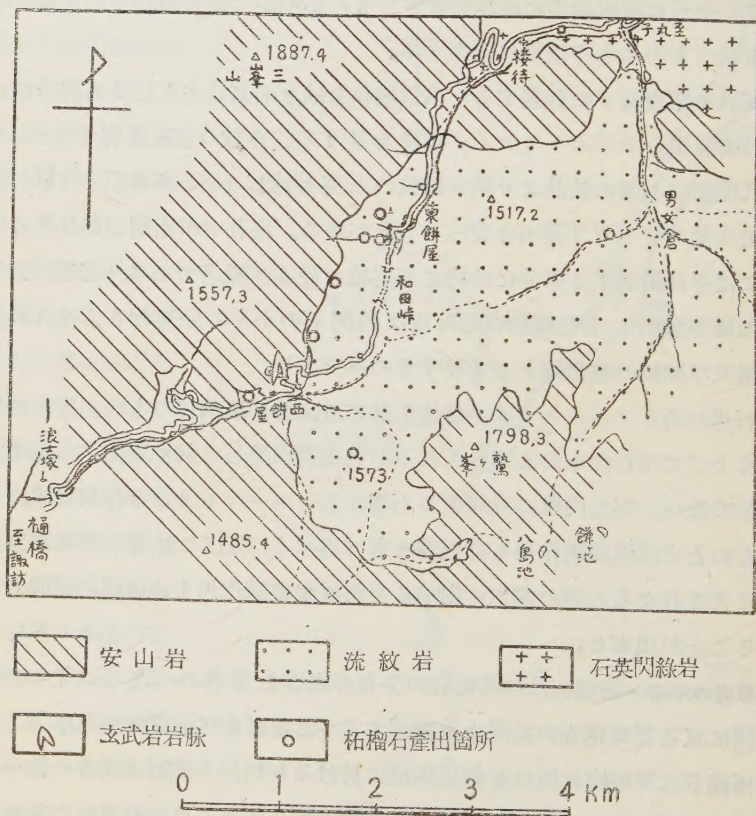 至丸子
接待
△1887.4
三峯山
東餅屋
△1517.2
男女倉
和田峠
△1557.3
西餅屋
浪人塚
樋橋
至諏訪
1573
△1798.3
鷲ヶ峯
△1485.4
八島池
鎌池
安山岩
流紋岩
石英閃綠岩
玄武岩岩脉
柘榴石產出箇所
0 1 2 3 4 Km